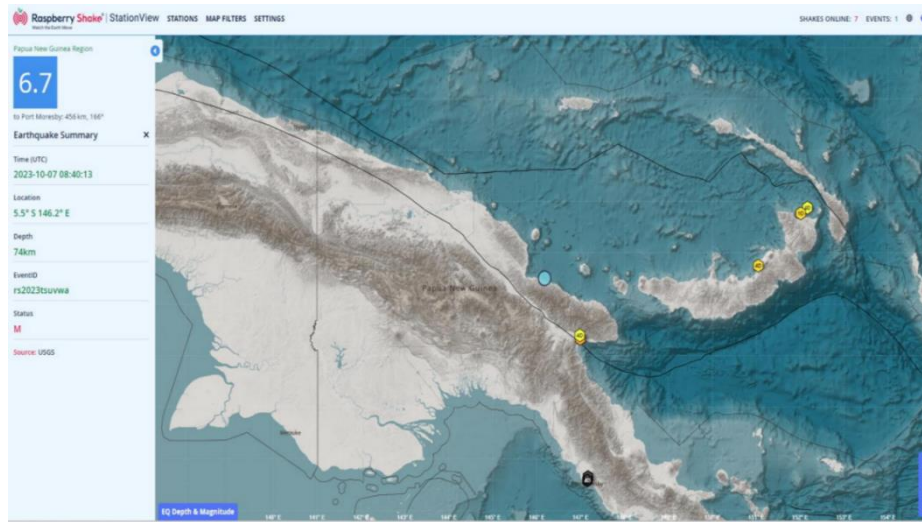 Raspberry Shake® | StationView STATIONS MAP FILTERS SETTINGS SHAKES ONLINE: 7 EVENTS: 1
Papua New Guinea Region
6.7
to Port Moresby: 456 km, 166°
Earthquake Summary ×
Time (UTC)
2023-10-07 08:40:13
Location
5.5° S 146.2° E
Depth
74km
EventID
rs2023tsuvwa
Status
M
Source: USGS
Papua New Guinea
Merauke
EQ Depth & Magnitude